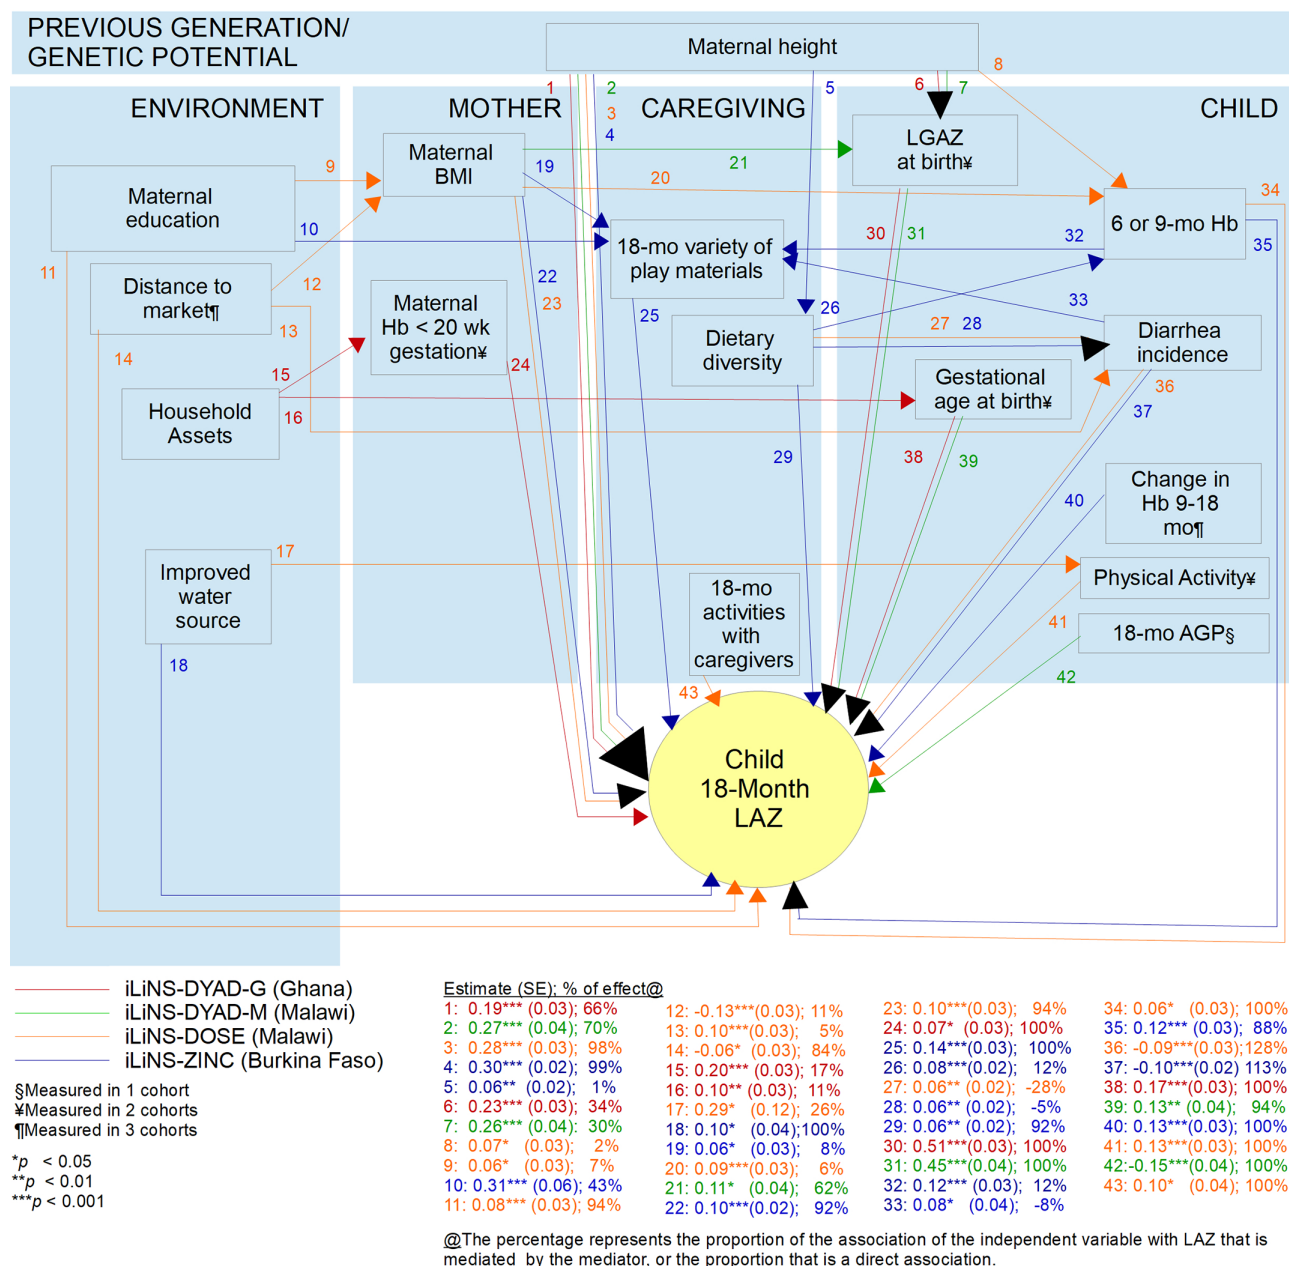 PREVIOUS GENERATION/
GENETIC POTENTIAL
Maternal height
1
2
3
4
5
6
7
8
ENVIRONMENT
MOTHER
CAREGIVING
CHILD
Maternal
education
9
10
11
Distance to
market¶
12
13
14
Household
Assets
15
16
Improved
water
source
17
18
Maternal
BMI
19
20
21
22
23
Maternal
Hb < 20 wk
gestation¥
24
18-mo variety of
play materials
25
Dietary
diversity
26
27
28
29
18-mo
activities
with
caregivers
43
LGAZ
at birth¥
30
31
6 or 9-mo Hb
32
34
35
33
Diarrhea
incidence
36
37
Gestational
age at birth¥
38
39
Change in
Hb 9-18
mo¶
40
Physical Activity¥
41
18-mo AGP§
42
Child
18-Month
LAZ
iLiNS-DYAD-G (Ghana)
iLiNS-DYAD-M (Malawi)
iLiNS-DOSE (Malawi)
iLiNS-ZINC (Burkina Faso)
§Measured in 1 cohort
¥Measured in 2 cohorts
¶Measured in 3 cohorts
*p < 0.05
**p < 0.01
***p < 0.001
Estimate (SE); % of effect@
1: 0.19*** (0.03); 66%
2: 0.27*** (0.04); 70%
3: 0.28*** (0.03); 98%
4: 0.30*** (0.02); 99%
5: 0.06** (0.02); 1%
6: 0.23*** (0.03); 34%
7: 0.26*** (0.04): 30%
8: 0.07* (0.03); 2%
9: 0.06* (0.03); 7%
10: 0.31*** (0.06); 43%
11: 0.08*** (0.03); 94%
12: -0.13***(0.03); 11%
13: 0.10***(0.03); 5%
14: -0.06* (0.03); 84%
15: 0.20*** (0.03); 17%
16: 0.10** (0.03); 11%
17: 0.29* (0.12); 26%
18: 0.10* (0.04);100%
19: 0.06* (0.03); 8%
20: 0.09***(0.03); 6%
21: 0.11* (0.04); 62%
22: 0.10***(0.02); 92%
23: 0.10***(0.03); 94%
24: 0.07* (0.03); 100%
25: 0.14***(0.03); 100%
26: 0.08***(0.02); 12%
27: 0.06** (0.02); -28%
28: 0.06** (0.02); -5%
29: 0.06** (0.02); 92%
30: 0.51***(0.03); 100%
31: 0.45***(0.04); 100%
32: 0.12*** (0.03); 12%
33: 0.08* (0.04); -8%
34: 0.06* (0.03); 100%
35: 0.12*** (0.03); 88%
36: -0.09***(0.03);128%
37: -0.10***(0.02) 113%
38: 0.17***(0.03); 100%
39: 0.13** (0.04); 94%
40: 0.13***(0.03); 100%
41: 0.13***(0.03); 100%
42:-0.15***(0.04); 100%
43: 0.10* (0.04); 100%
@The percentage represents the proportion of the association of the independent variable with LAZ that is
mediated by the mediator, or the proportion that is a direct association.